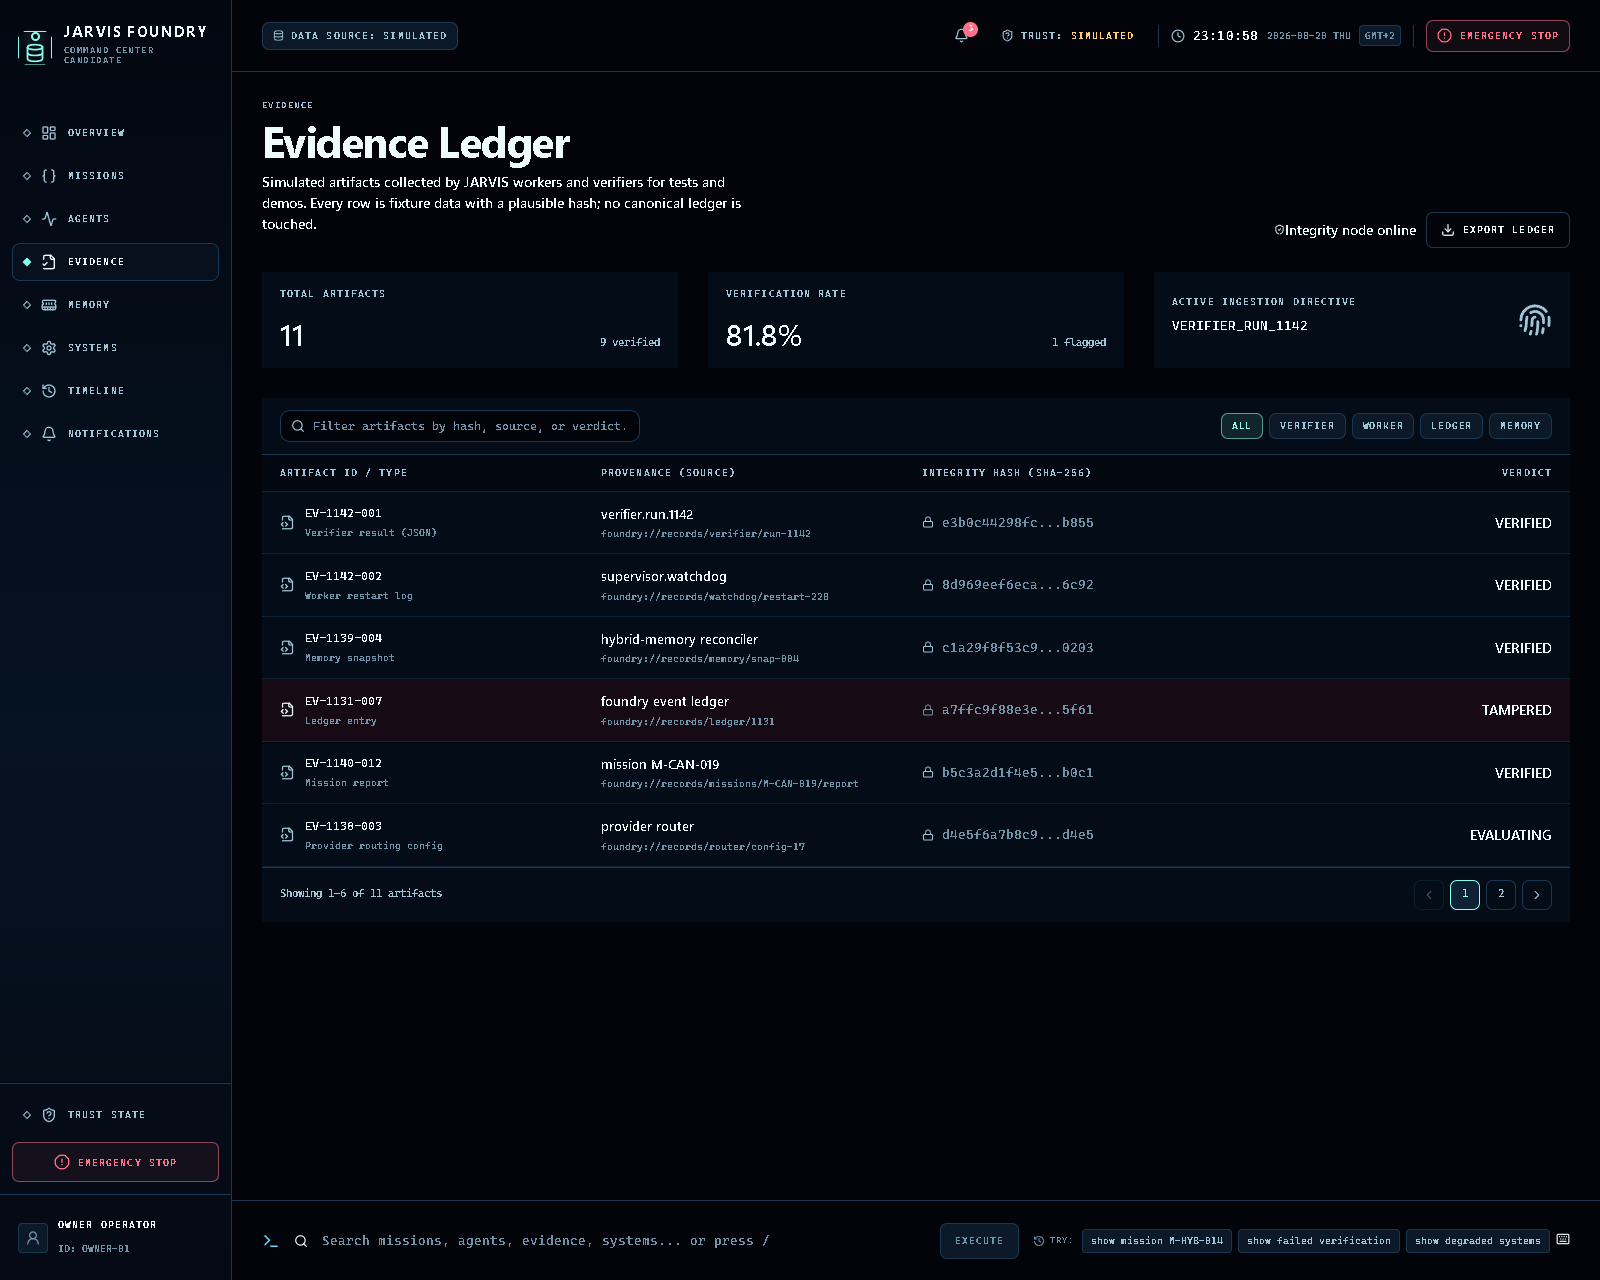 JARVIS FOUNDRY
COMMAND CENTER
CANDIDATE
OVERVIEW
MISSIONS
AGENTS
EVIDENCE
MEMORY
SYSTEMS
TIMELINE
NOTIFICATIONS
TRUST STATE
EMERGENCY STOP
OWNER OPERATOR
ID: OWNER-01
DATA SOURCE: SIMULATED
3
TRUST: SIMULATED
23:10:58 2026-08-20 THU GMT+2
EMERGENCY STOP
EVIDENCE
Evidence Ledger
Simulated artifacts collected by JARVIS workers and verifiers for tests and
demos. Every row is fixture data with a plausible hash; no canonical ledger is
touched.
Integrity node online
EXPORT LEDGER
TOTAL ARTIFACTS
11
9 verified
VERIFICATION RATE
81.8%
1 flagged
ACTIVE INGESTION DIRECTIVE
VERIFIER_RUN_1142
Filter artifacts by hash, source, or verdict.
ALL VERIFIER WORKER LEDGER MEMORY
ARTIFACT ID / TYPE PROVENANCE (SOURCE) INTEGRITY HASH (SHA-256) VERDICT
EV-1142-001
Verifier result (JSON)
verifier.run.1142
foundry://records/verifier/run-1142
e3b0c44298fc...b855
VERIFIED
EV-1142-002
Worker restart log
supervisor.watchdog
foundry://records/watchdog/restart-228
8d969eef6eca...6c92
VERIFIED
EV-1139-004
Memory snapshot
hybrid-memory reconciler
foundry://records/memory/snap-004
c1a29f8f53c9...0203
VERIFIED
EV-1131-007
Ledger entry
foundry event ledger
foundry://records/ledger/1131
a7ffc9f88e3e...5f61
TAMPERED
EV-1140-012
Mission report
mission M-CAN-019
foundry://records/missions/M-CAN-019/report
b5c3a2d1f4e5...b0c1
VERIFIED
EV-1130-003
Provider routing config
provider router
foundry://records/router/config-17
d4e5f6a7b8c9...d4e5
EVALUATING
Showing 1–6 of 11 artifacts
1 2
Search missions, agents, evidence, systems... or press /
EXECUTE
TRY:
show mission M-HYB-014
show failed verification
show degraded systems